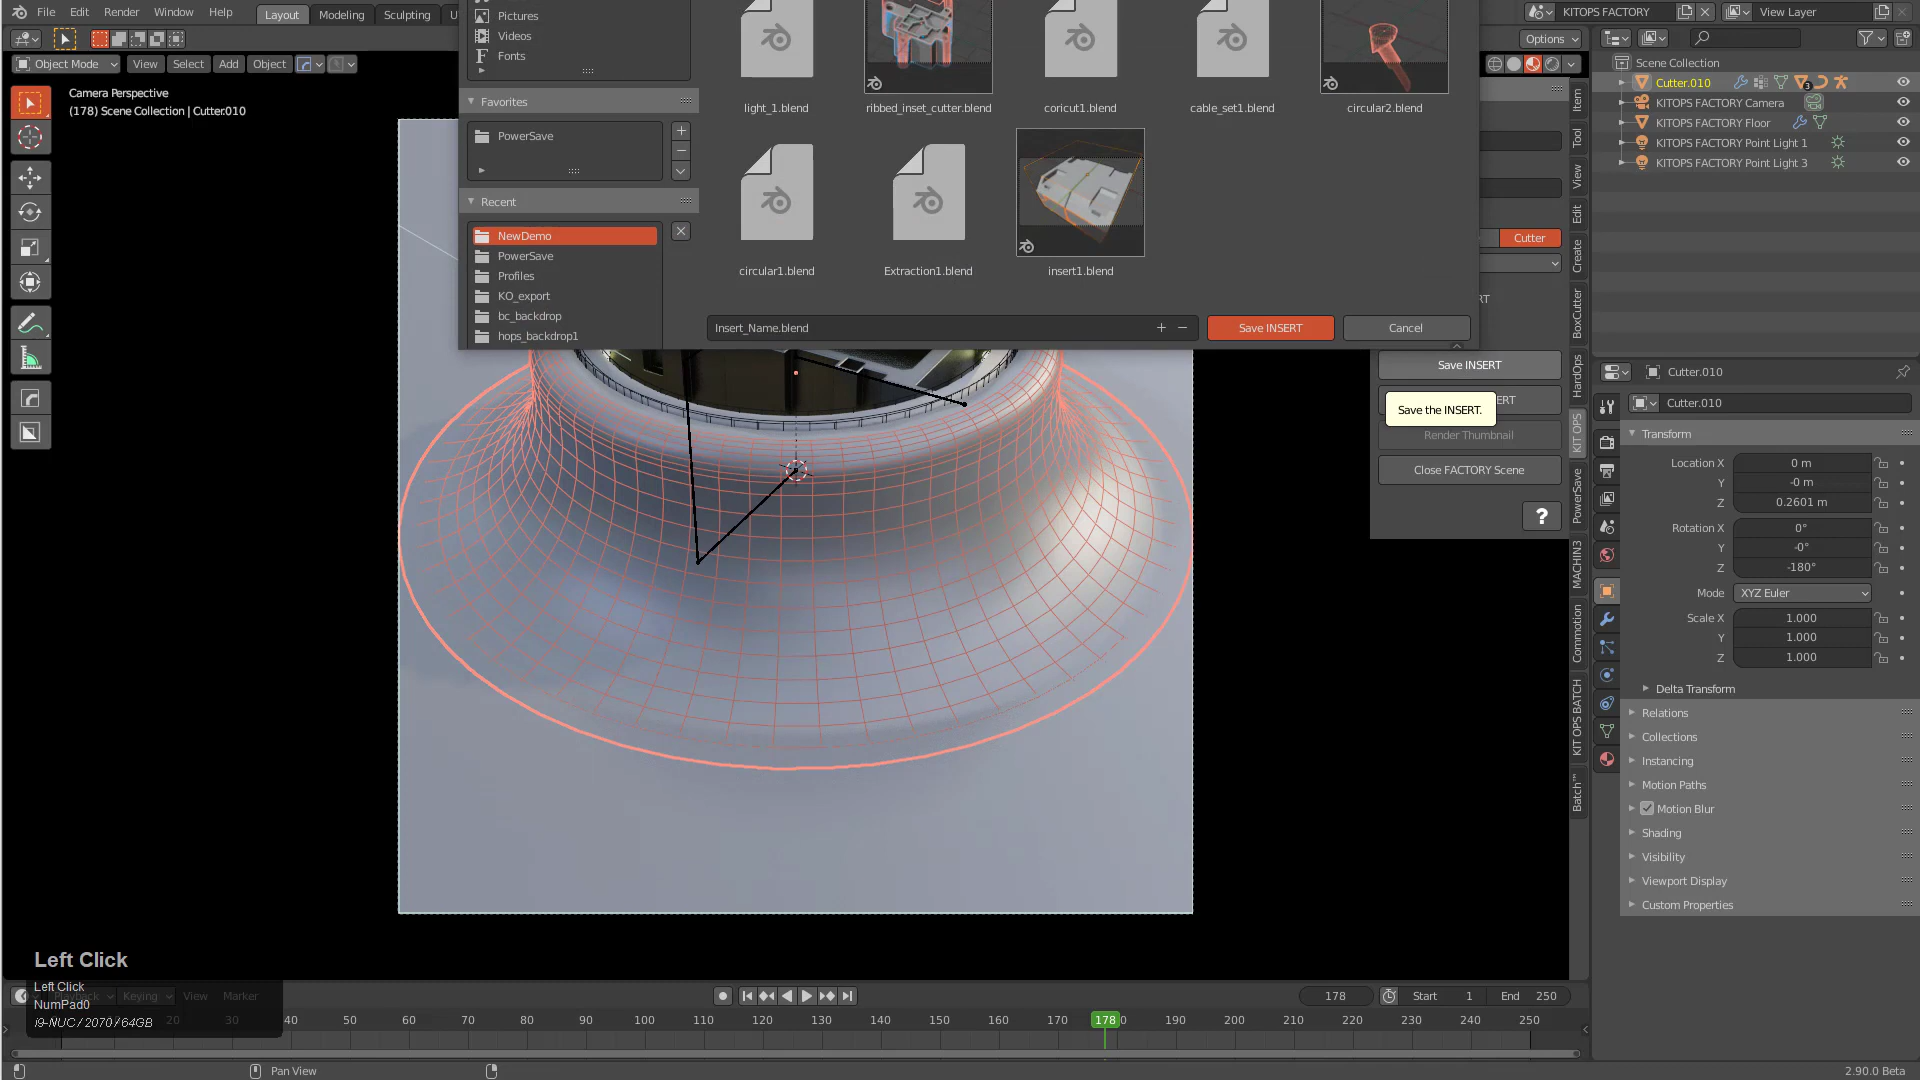 File Edit Render Window Help Layout Modeling Sculpting U
KITOPS FACTORY View Layer
Options
Object Mode View Select Add Object
Camera Perspective
(178) Scene Collection | Cutter.010
Pictures
Videos
Fonts
Favorites
PowerSave
Recent
NewDemo
PowerSave
Profiles
KO_export
bc_backdrop
hops_backdrop1
light_1.blend
ribbed_inset_cutter.blend
coricut1.blend
cable_set1.blend
circular2.blend
circular1.blend
Extraction1.blend
insert1.blend
Insert_Name.blend
Save INSERT
Cancel
Cutter
RT
Save INSERT
ERT
Save the INSERT.
Render Thumbnail
Close FACTORY Scene
?
Item
Tool
View
Edit
Create
BoxCutter
HardOps
KIT OPS
PowerSave
MACHIN3
Commotion
KIT OPS BATCH
Batch™
Scene Collection
Cutter.010
3
KITOPS FACTORY Camera
KITOPS FACTORY Floor
KITOPS FACTORY Point Light 1
KITOPS FACTORY Point Light 3
Cutter.010
Cutter.010
Transform
Location X 0 m
Y -0 m
Z 0.2601 m
Rotation X 0°
Y -0°
Z -180°
Mode XYZ Euler
Scale X 1.000
Y 1.000
Z 1.000
Delta Transform
Relations
Collections
Instancing
Motion Paths
Motion Blur
Shading
Visibility
Viewport Display
Custom Properties
Left Click
Left Click
NumPad0
i9-NUC / 2070 / 64GB
Playback Keying View Marker
178 Start 1 End 250
20 30 40 50 60 70 80 90 100 110 120 130 140 150 160 170 178 0 190 200 210 220 230 240 250
Pan View
2.90.0 Beta